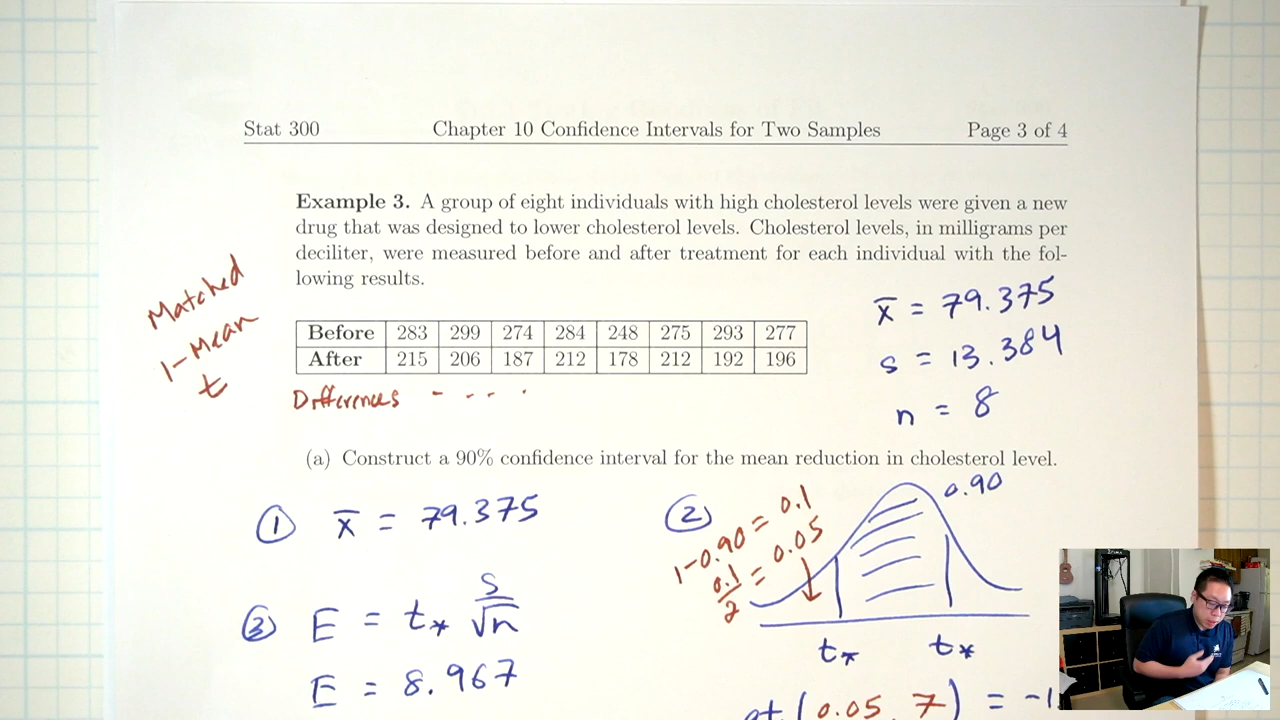 Stat 300 Chapter 10 Confidence Intervals for Two Samples Page 3 of 4
Example 3. A group of eight individuals with high cholesterol levels were given a new
drug that was designed to lower cholesterol levels. Cholesterol levels, in milligrams per
deciliter, were measured before and after treatment for each individual with the fol-
lowing results.
Matched
1-Mean
t
Before 283 299 274 284 248 275 293 277
After 215 206 187 212 178 212 192 196
Differences - - - ·
x̄ = 79.375
s = 13.384
n = 8
(a) Construct a 90% confidence interval for the mean reduction in cholesterol level.
① x̄ = 79.375
②
1-0.90 = 0.1
0.1/2 = 0.05
0.90
t* t*
③ E = t* s/√n
E = 8.967
qt(0.05, 7) = -1.